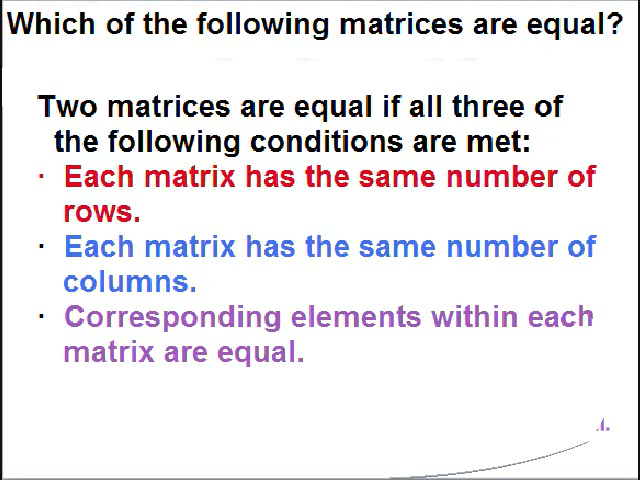 Which of the following matrices are equal?
Two matrices are equal if all three of
the following conditions are met:
· Each matrix has the same number of
rows.
· Each matrix has the same number of
columns.
· Corresponding elements within each
matrix are equal.